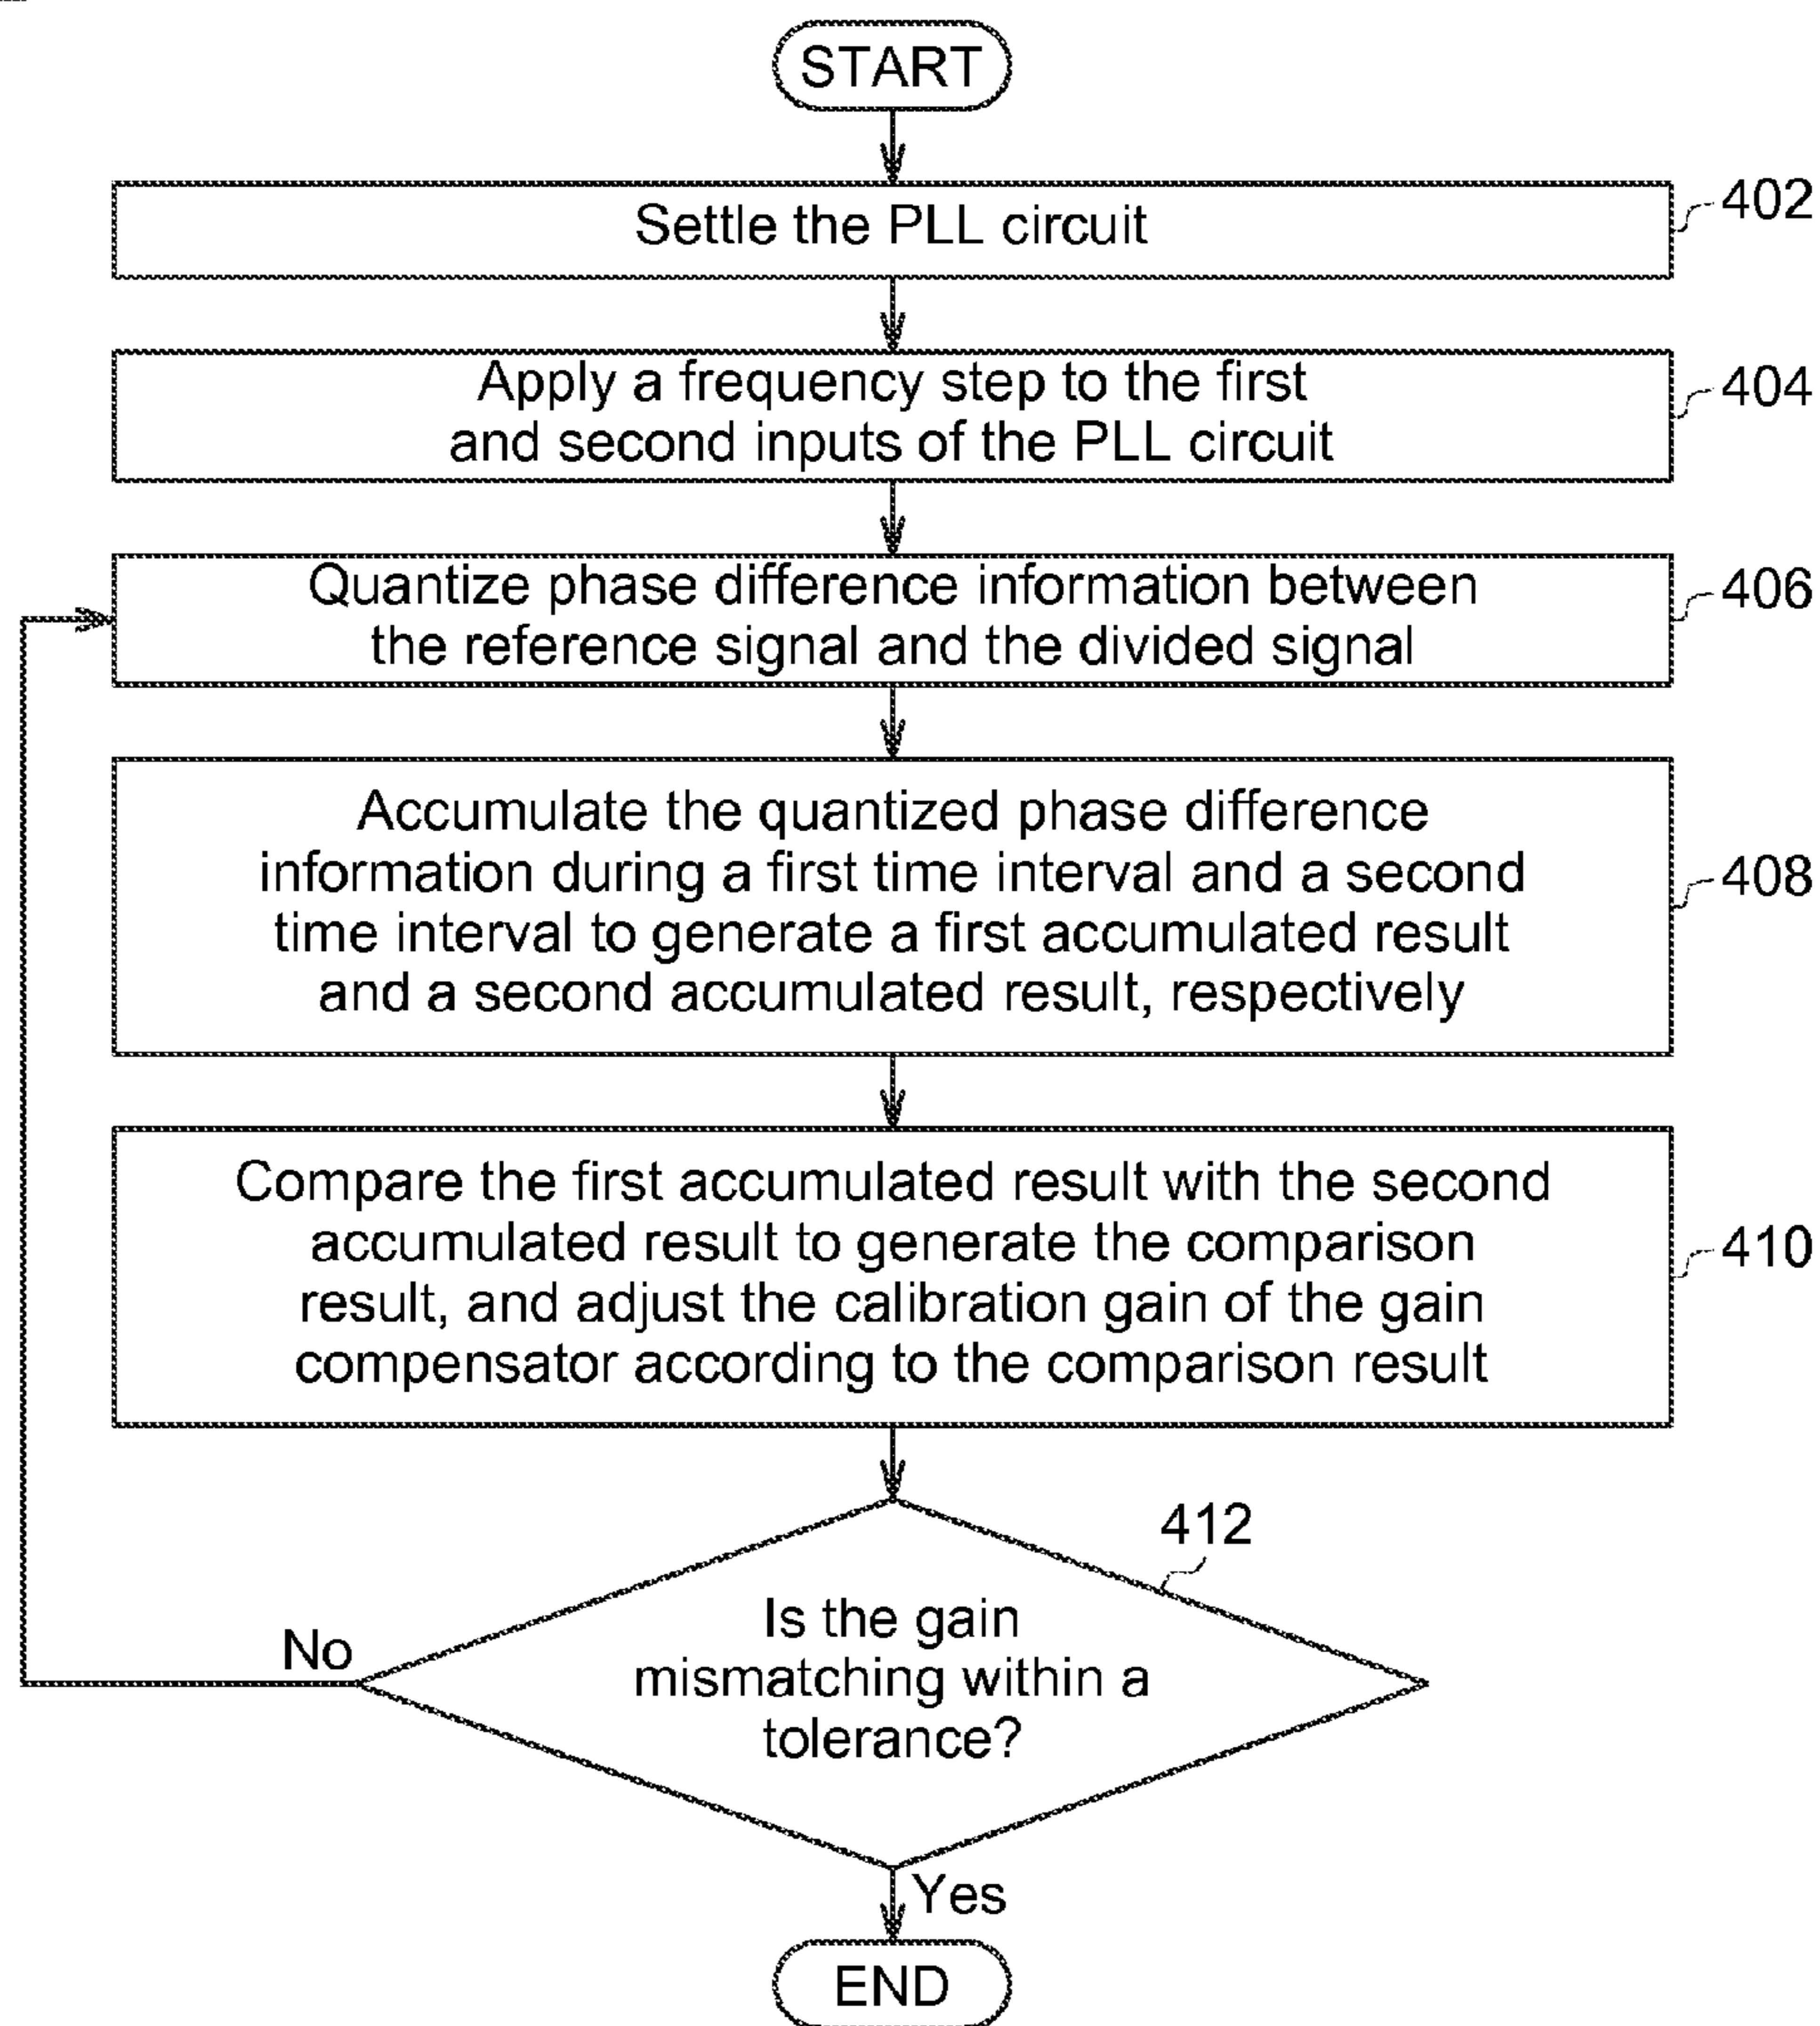 START
Settle the PLL circuit
402
Apply a frequency step to the first
and second inputs of the PLL circuit
404
Quantize phase difference information between
the reference signal and the divided signal
406
Accumulate the quantized phase difference
information during a first time interval and a second
time interval to generate a first accumulated result
and a second accumulated result, respectively
408
Compare the first accumulated result with the second
accumulated result to generate the comparison
result, and adjust the calibration gain of the gain
compensator according to the comparison result
410
412
Is the gain
mismatching within a
tolerance?
No
Yes
END